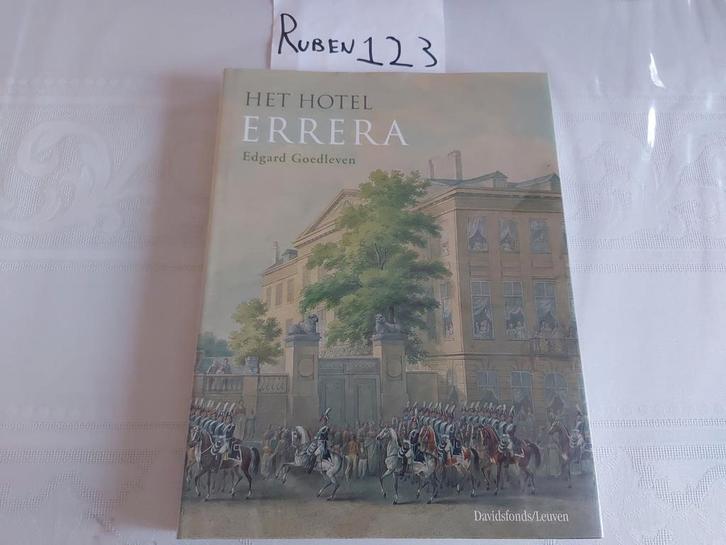 RUBEN 123
HET HOTEL
ERRERA
Edgard Goedleven
Davidsfonds/Leuven